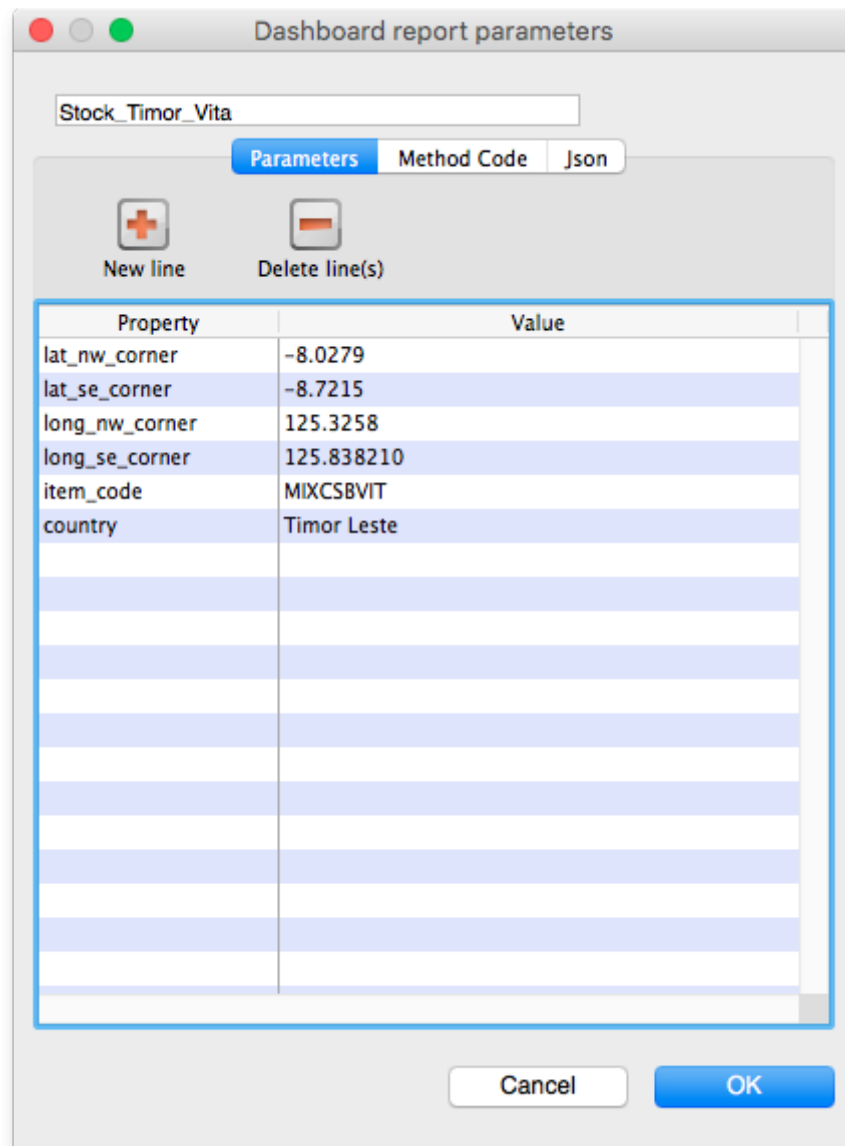 Dashboard report parameters
Stock_Timor_Vita
Parameters Method Code Json
New line Delete line(s)
Property Value
lat_nw_corner -8.0279
lat_se_corner -8.7215
long_nw_corner 125.3258
long_se_corner 125.838210
item_code MIXCSBVIT
country Timor Leste
Cancel OK